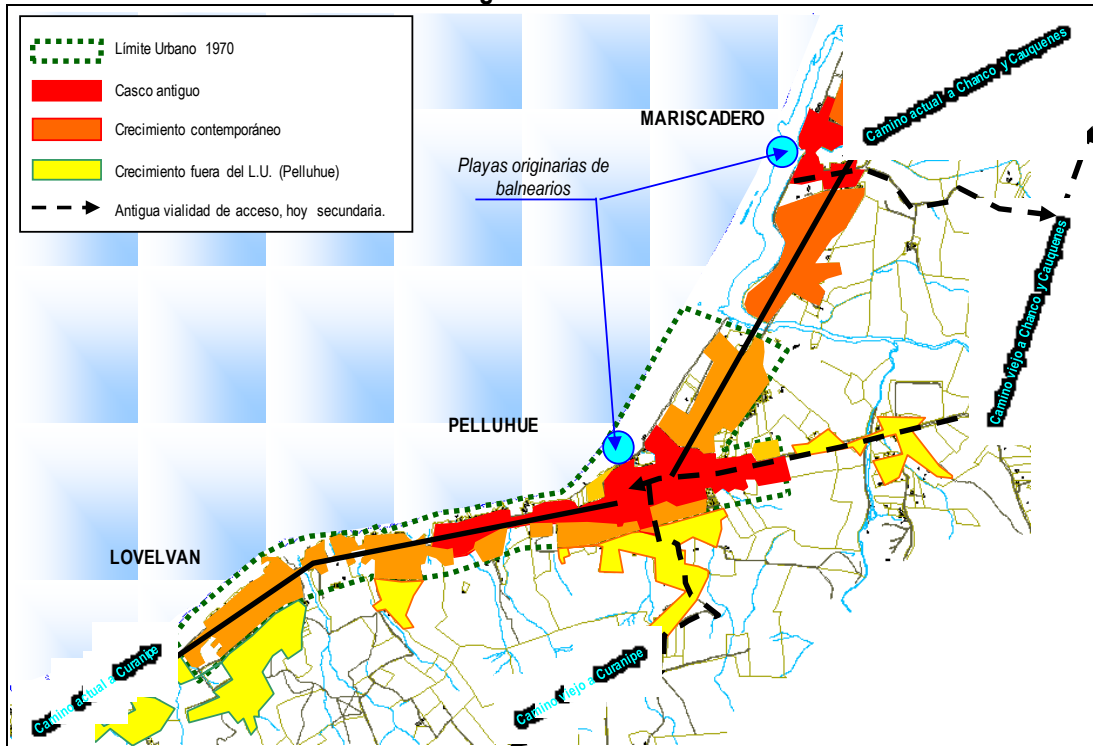 Límite Urbano 1970
Casco antiguo
Crecimiento contemporáneo
Crecimiento fuera del L.U. (Pelluhue)
Antigua vialidad de acceso, hoy secundaria.
MARISCADERO
Camino actual a Chanco y Cauquenes
Playas originarias de
balnearios
Camino viejo a Chanco y Cauquenes
PELLUHUE
LOVELVAN
Camino actual a Curanipe
Camino viejo a Curanipe